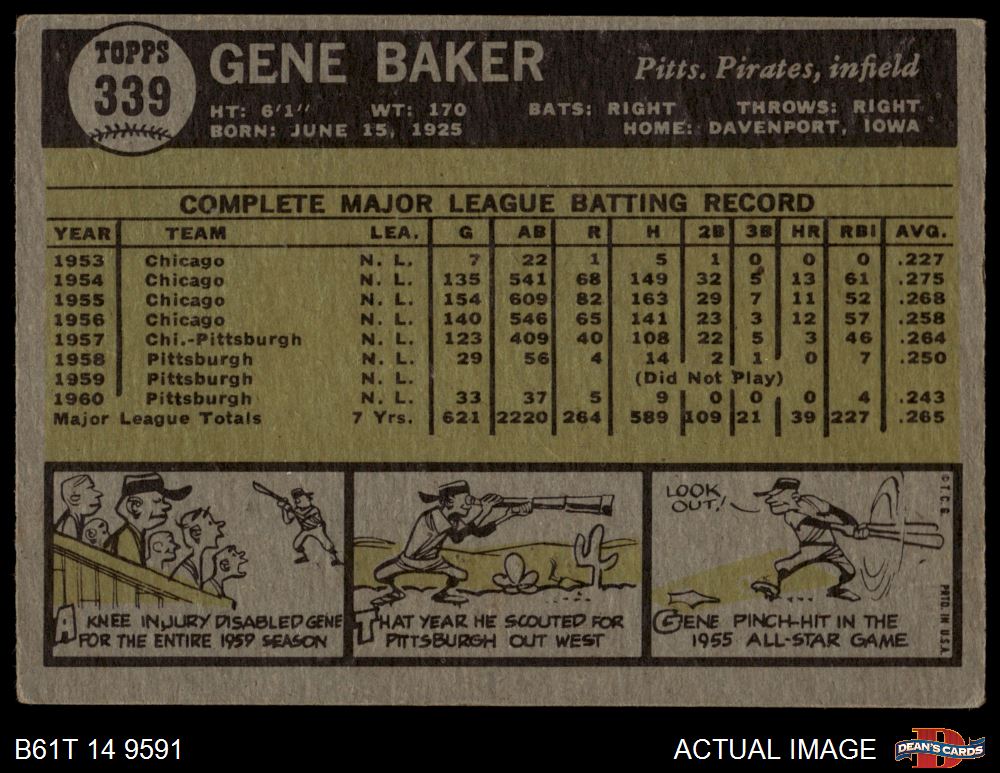 TOPPS
339
GENE BAKER
Pitts. Pirates, infield
HT: 6'1" WT: 170 BATS: RIGHT THROWS: RIGHT
BORN: JUNE 15, 1925 HOME: DAVENPORT, IOWA
COMPLETE MAJOR LEAGUE BATTING RECORD
YEAR TEAM LEA. G AB R H 2B 3B HR RBI AVG.
1953 Chicago N. L. 7 22 1 5 1 0 0 0 .227
1954 Chicago N. L. 135 541 68 149 32 5 13 61 .275
1955 Chicago N. L. 154 609 82 163 29 7 11 52 .268
1956 Chicago N. L. 140 546 65 141 23 3 12 57 .258
1957 Chi.-Pittsburgh N. L. 123 409 40 108 22 5 3 46 .264
1958 Pittsburgh N. L. 29 56 4 14 2 1 0 7 .250
1959 Pittsburgh N. L. (Did Not Play)
1960 Pittsburgh N. L. 33 37 5 9 0 0 0 4 .243
Major League Totals 7 Yrs. 621 2220 264 589 109 21 39 227 .265
A KNEE INJURY DISABLED GENE
FOR THE ENTIRE 1959 SEASON
THAT YEAR HE SCOUTED FOR
PITTSBURGH OUT WEST
LOOK
OUT!
GENE PINCH-HIT IN THE
1955 ALL-STAR GAME
© T.C.G.
PRTD. IN U.S.A.
B61T 14 9591
ACTUAL IMAGE
D
DEAN'S CARDS